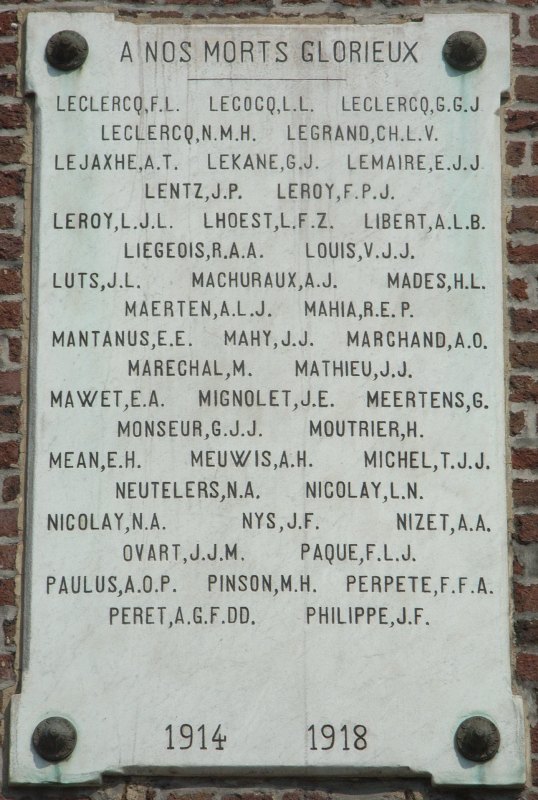 A NOS MORTS GLORIEUX
LECLERCQ,F.L. LECOCQ,L.L. LECLERCQ,G.G.J
LECLERCQ,N.M.H. LEGRAND,CH.L.V.
LEJAXHE,A.T. LEKANE,G.J. LEMAIRE,E.J.J
LENTZ,J.P. LEROY,F.P.J.
LEROY,L.J.L. LHOEST,L.F.Z. LIBERT,A.L.B.
LIEGEOIS,R.A.A. LOUIS,V.J.J.
LUTS,J.L. MACHURAUX,A.J. MADES,H.L.
MAERTEN,A.L.J. MAHIA,R.E.P.
MANTANUS,E.E. MAHY,J.J. MARCHAND,A.O.
MARECHAL,M. MATHIEU,J.J.
MAWET,E.A. MIGNOLET,J.E. MEERTENS,G.
MONSEUR,G.J.J. MOUTRIER,H.
MEAN,E.H. MEUWIS,A.H. MICHEL,T.J.J.
NEUTELERS,N.A. NICOLAY,L.N.
NICOLAY,N.A. NYS,J.F. NIZET,A.A.
OVART,J.J.M. PAQUE,F.L.J.
PAULUS,A.O.P. PINSON,M.H. PERPETE,F.F.A.
PERET,A.G.F.DD. PHILIPPE,J.F.
1914 1918